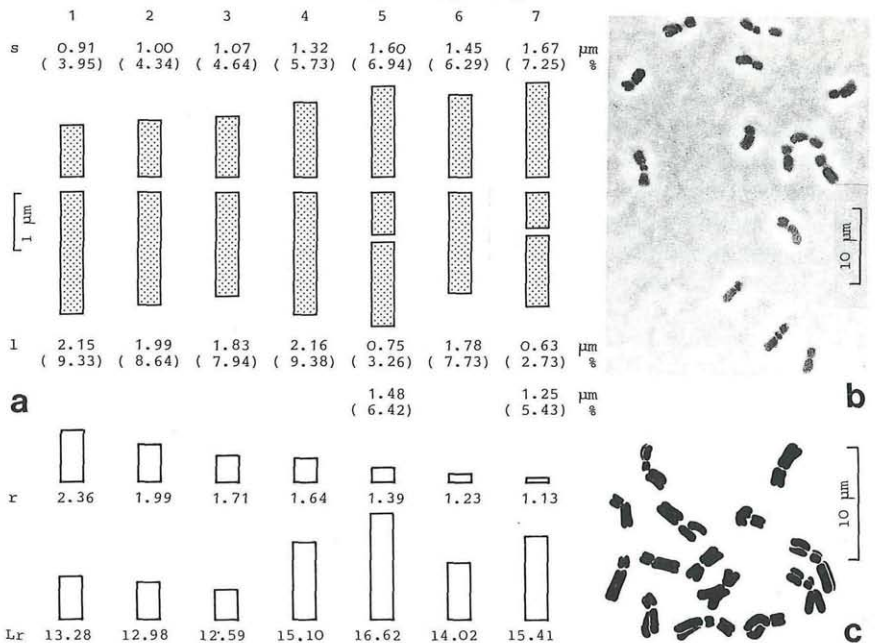 1 2 3 4 5 6 7
s 0.91 1.00 1.07 1.32 1.60 1.45 1.67 μm
( 3.95) ( 4.34) ( 4.64) ( 5.73) ( 6.94) ( 6.29) ( 7.25) %
1 μm
10 μm
l 2.15 1.99 1.83 2.16 0.75 1.78 0.63 μm
( 9.33) ( 8.64) ( 7.94) ( 9.38) ( 3.26) ( 7.73) ( 2.73) %
1.48 1.25 μm
( 6.42) ( 5.43) %
a b
r 2.36 1.99 1.71 1.64 1.39 1.23 1.13
10 μm
Lr 13.28 12.98 12.59 15.10 16.62 14.02 15.41
c